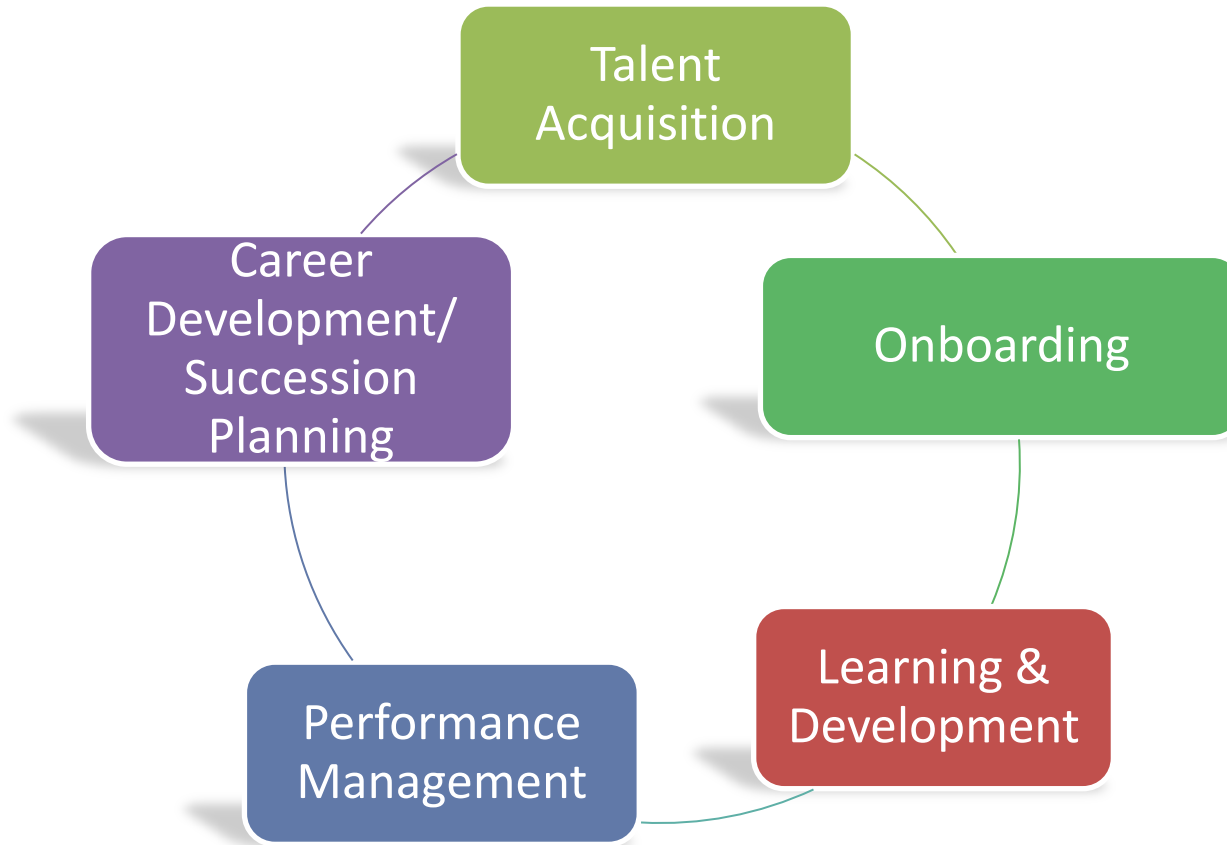 Talent
Acquisition
Onboarding
Learning &
Development
Performance
Management
Career
Development/
Succession
Planning